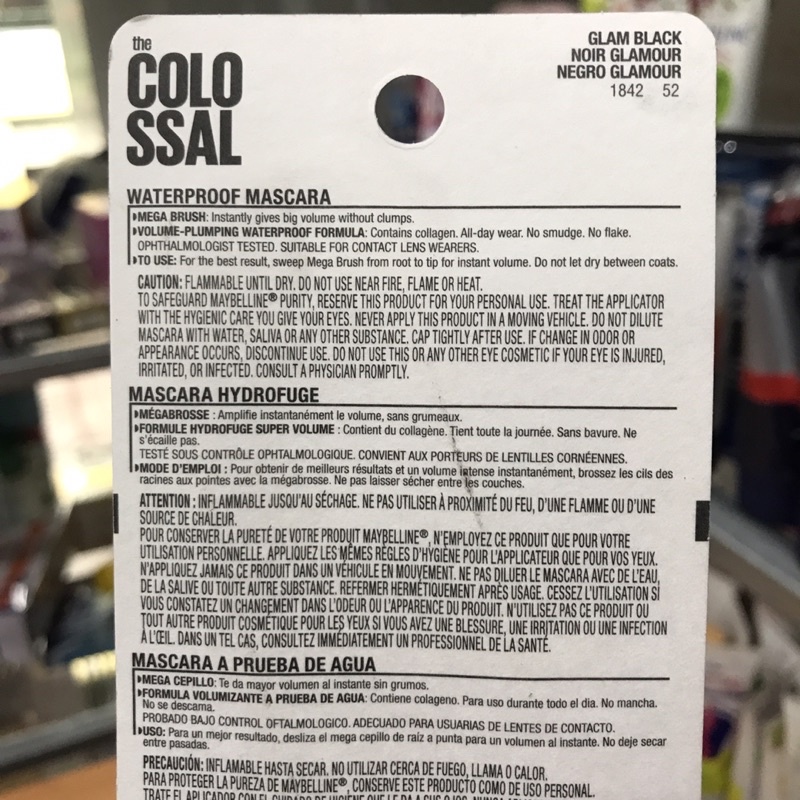 the
COLO
SSAL
GLAM BLACK
NOIR GLAMOUR
NEGRO GLAMOUR
1842 52
WATERPROOF MASCARA
MEGA BRUSH: Instantly gives big volume without clumps.
VOLUME-PLUMPING WATERPROOF FORMULA: Contains collagen. All-day wear. No smudge. No flake.
OPHTHALMOLOGIST TESTED. SUITABLE FOR CONTACT LENS WEARERS.
TO USE: For the best result, sweep Mega Brush from root to tip for instant volume. Do not let dry between coats.
CAUTION: FLAMMABLE UNTIL DRY. DO NOT USE NEAR FIRE, FLAME OR HEAT.
TO SAFEGUARD MAYBELLINE® PURITY, RESERVE THIS PRODUCT FOR YOUR PERSONAL USE. TREAT THE APPLICATOR
WITH THE HYGIENIC CARE YOU GIVE YOUR EYES. NEVER APPLY THIS PRODUCT IN A MOVING VEHICLE. DO NOT DILUTE
MASCARA WITH WATER, SALIVA OR ANY OTHER SUBSTANCE. CAP TIGHTLY AFTER USE. IF CHANGE IN ODOR OR
APPEARANCE OCCURS, DISCONTINUE USE. DO NOT USE THIS OR ANY OTHER EYE COSMETIC IF YOUR EYE IS INJURED,
IRRITATED, OR INFECTED. CONSULT A PHYSICIAN PROMPTLY.
MASCARA HYDROFUGE
MÉGABROSSE : Amplifie instantanément le volume, sans grumeaux.
FORMULE HYDROFUGE SUPER VOLUME : Contient du collagène. Tient toute la journée. Sans bavure. Ne
s'écaille pas.
TESTÉ SOUS CONTRÔLE OPHTALMOLOGIQUE. CONVIENT AUX PORTEURS DE LENTILLES CORNÉENNES.
MODE D'EMPLOI : Pour obtenir de meilleurs résultats et un volume intense instantanément, brossez les cils des
racines aux pointes avec la mégabrosse. Ne pas laisser sécher entre les couches.
ATTENTION : INFLAMMABLE JUSQU'AU SÉCHAGE. NE PAS UTILISER À PROXIMITÉ DU FEU, D'UNE FLAMME OU D'UNE
SOURCE DE CHALEUR.
POUR CONSERVER LA PURETÉ DE VOTRE PRODUIT MAYBELLINE®, N'EMPLOYEZ CE PRODUIT QUE POUR VOTRE
UTILISATION PERSONNELLE. APPLIQUEZ LES MÊMES RÈGLES D'HYGIÈNE POUR L'APPLICATEUR QUE POUR VOS YEUX.
N'APPLIQUEZ JAMAIS CE PRODUIT DANS UN VÉHICULE EN MOUVEMENT. NE PAS DILUER LE MASCARA AVEC DE L'EAU,
DE LA SALIVE OU TOUTE AUTRE SUBSTANCE. REFERMER HERMÉTIQUEMENT APRÈS USAGE. CESSEZ L'UTILISATION SI
VOUS CONSTATEZ UN CHANGEMENT DANS L'ODEUR OU L'APPARENCE DU PRODUIT. N'UTILISEZ PAS CE PRODUIT OU
TOUT AUTRE PRODUIT COSMÉTIQUE POUR LES YEUX SI VOUS AVEZ UNE BLESSURE, UNE IRRITATION OU UNE INFECTION
À L'ŒIL. DANS UN TEL CAS, CONSULTEZ IMMÉDIATEMENT UN PROFESSIONNEL DE LA SANTÉ.
MASCARA A PRUEBA DE AGUA
MEGA CEPILLO: Te da mayor volumen al instante sin grumos.
FORMULA VOLUMIZANTE A PRUEBA DE AGUA: Contiene colageno. Para uso durante todo el dia. No mancha.
No se descama.
PROBADO BAJO CONTROL OFTALMOLOGICO. ADECUADO PARA USUARIAS DE LENTES DE CONTACTO.
USO: Para un mejor resultado, desliza el mega cepillo de raíz a punta para un volumen al instante. No deje secar
entre pasadas.
PRECAUCIÓN: INFLAMABLE HASTA SECAR. NO UTILIZAR CERCA DE FUEGO, LLAMA O CALOR.
PARA PROTEGER LA PUREZA DE MAYBELLINE®, CONSERVE ESTE PRODUCTO COMO DE USO PERSONAL.
TRATE EL APLICADOR CON EL CUIDADO DE HIGIENE QUE LE DA A SUS OJOS. NUNCA